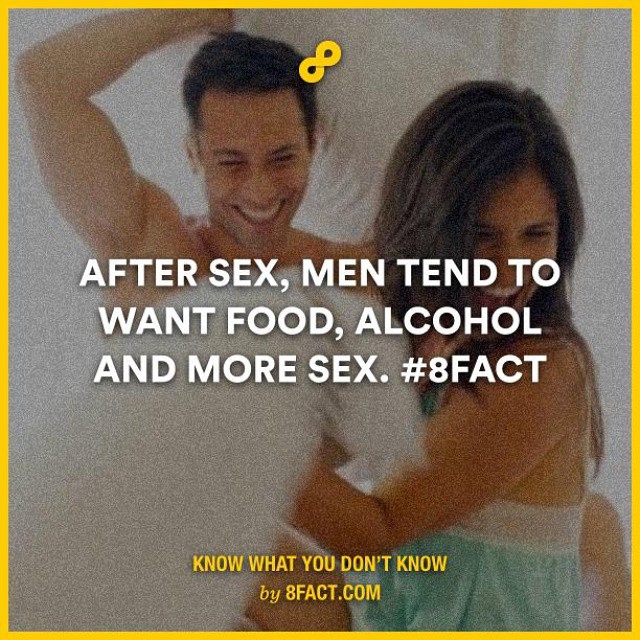 AFTER SEX, MEN TEND TO
WANT FOOD, ALCOHOL
AND MORE SEX. #8FACT
KNOW WHAT YOU DON'T KNOW
by 8FACT.COM